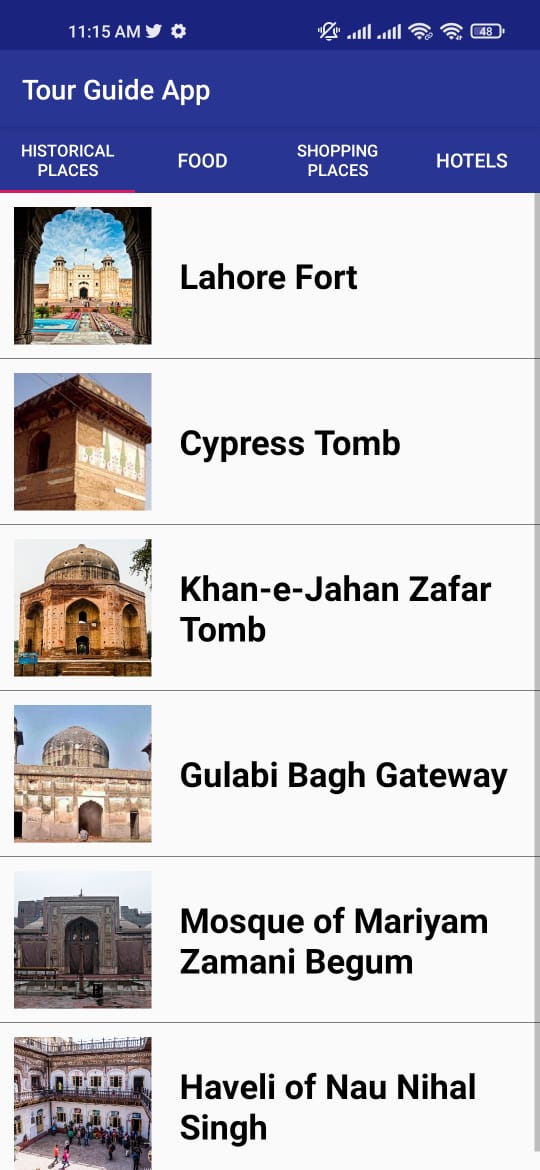 11:15 AM
48
Tour Guide App
HISTORICAL
PLACES
FOOD
SHOPPING
PLACES
HOTELS
Lahore Fort
Cypress Tomb
Khan-e-Jahan Zafar
Tomb
Gulabi Bagh Gateway
Mosque of Mariyam
Zamani Begum
Haveli of Nau Nihal
Singh